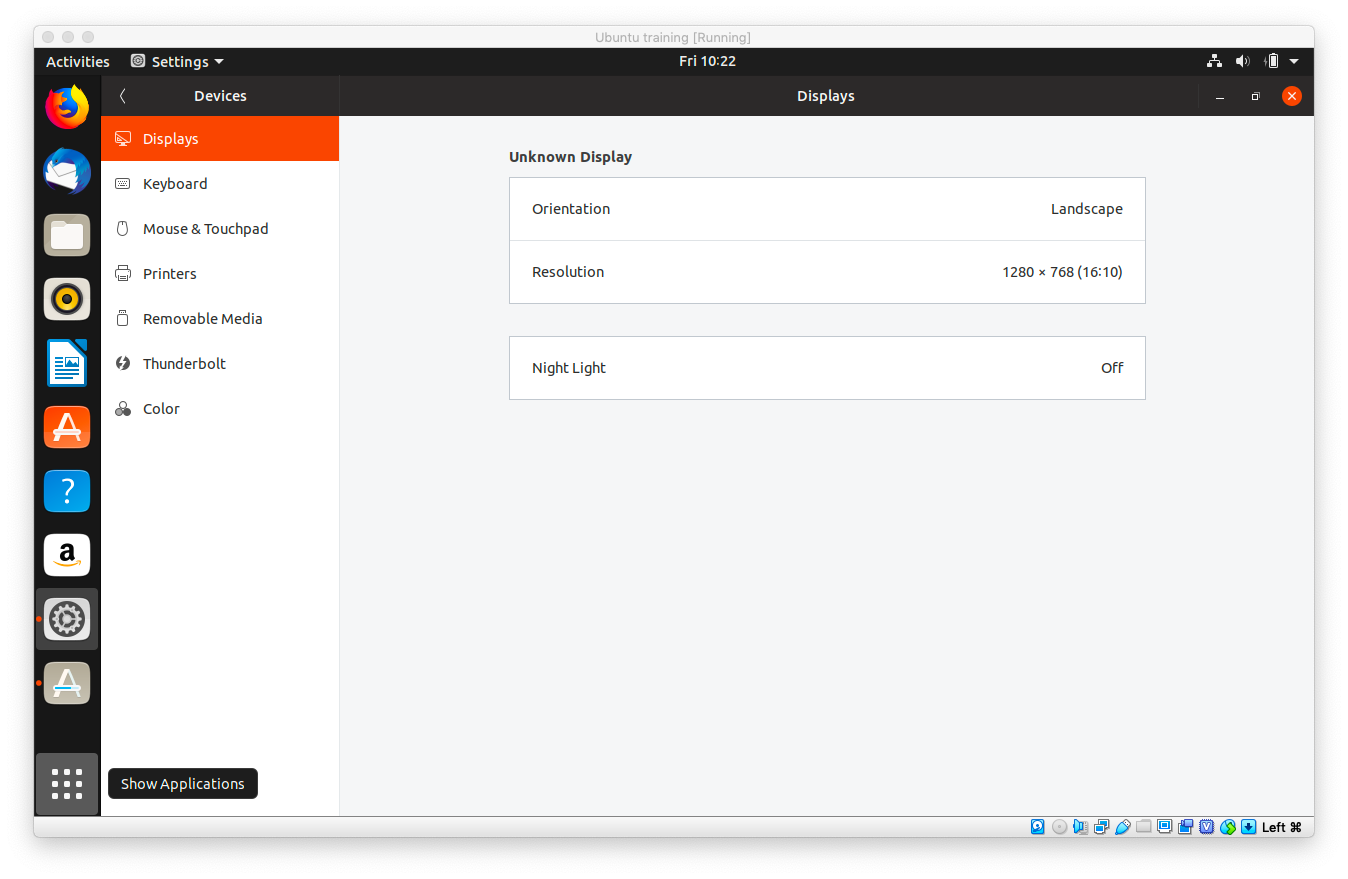 Ubuntu training [Running]
Activities
Settings
Fri 10:22
Devices
Displays
Displays
Keyboard
Mouse & Touchpad
Printers
Removable Media
Thunderbolt
Color
Unknown Display
Orientation
Landscape
Resolution
1280 × 768 (16:10)
Night Light
Off
?
a
Show Applications
Left ⌘